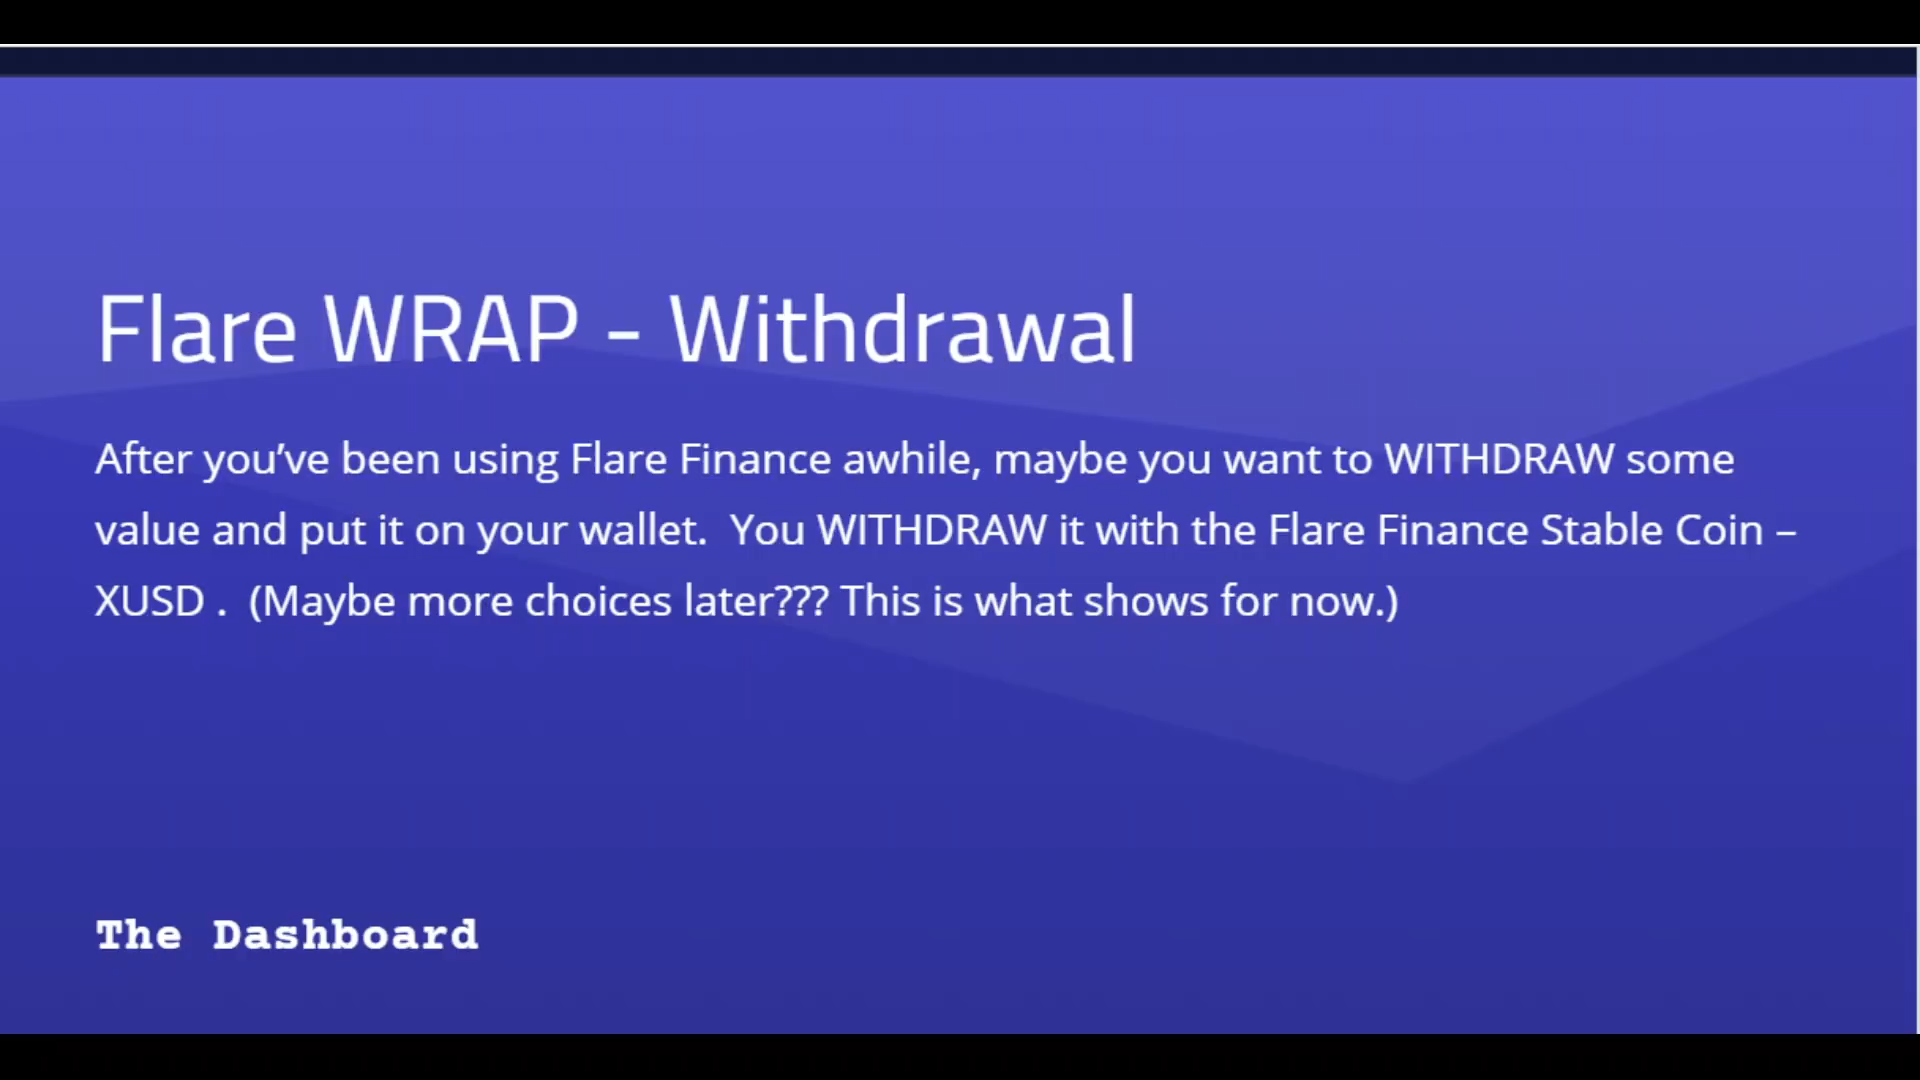 Flare WRAP - Withdrawal
After you’ve been using Flare Finance awhile, maybe you want to WITHDRAW some
value and put it on your wallet.  You WITHDRAW it with the Flare Finance Stable Coin –
XUSD .  (Maybe more choices later??? This is what shows for now.)
The Dashboard